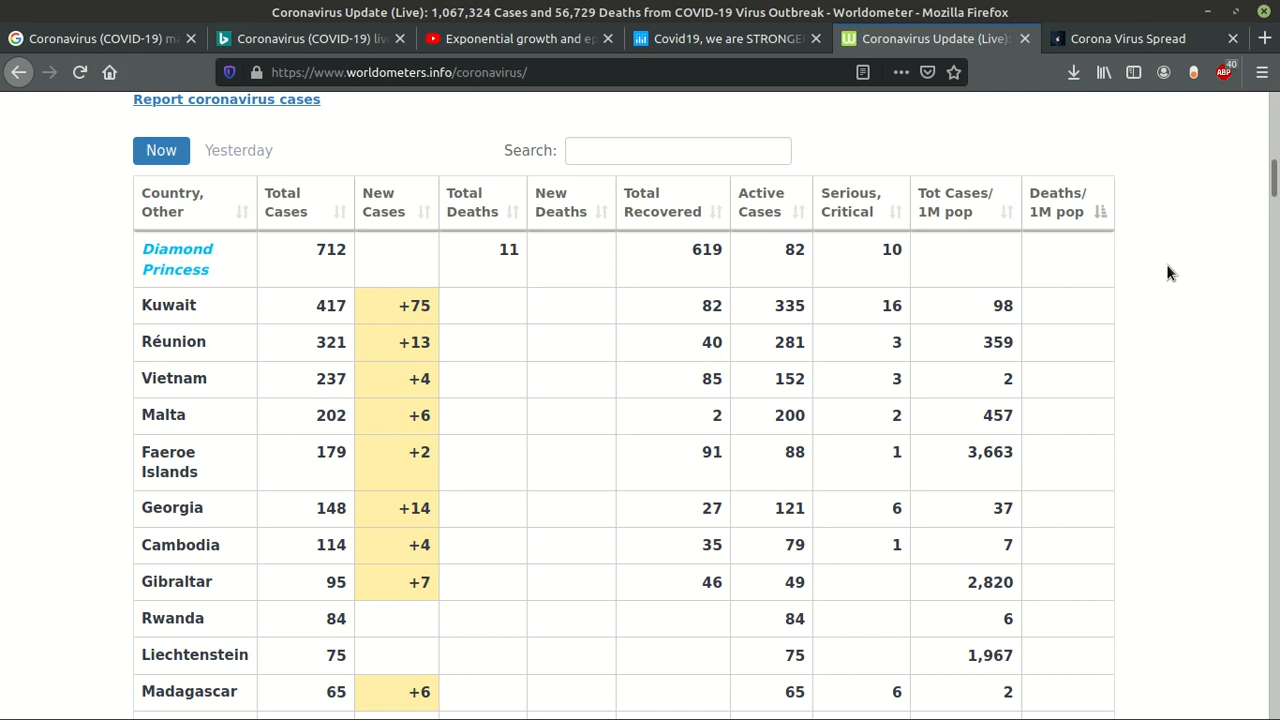 Coronavirus Update (Live): 1,067,324 Cases and 56,729 Deaths from COVID-19 Virus Outbreak - Worldometer - Mozilla Firefox
Coronavirus (COVID-19) m
Coronavirus (COVID-19) liv
Exponential growth and ep
Covid19, we are STRONGE
Coronavirus Update (Live):
Corona Virus Spread
https://www.worldometers.info/coronavirus/
ABP 40
Report coronavirus cases
Now Yesterday Search:
Country, Other Total Cases New Cases Total Deaths New Deaths Total Recovered Active Cases Serious, Critical Tot Cases/ 1M pop Deaths/ 1M pop
Diamond Princess 712 11 619 82 10
Kuwait 417 +75 82 335 16 98
Réunion 321 +13 40 281 3 359
Vietnam 237 +4 85 152 3 2
Malta 202 +6 2 200 2 457
Faeroe Islands 179 +2 91 88 1 3,663
Georgia 148 +14 27 121 6 37
Cambodia 114 +4 35 79 1 7
Gibraltar 95 +7 46 49 2,820
Rwanda 84 84 6
Liechtenstein 75 75 1,967
Madagascar 65 +6 65 6 2